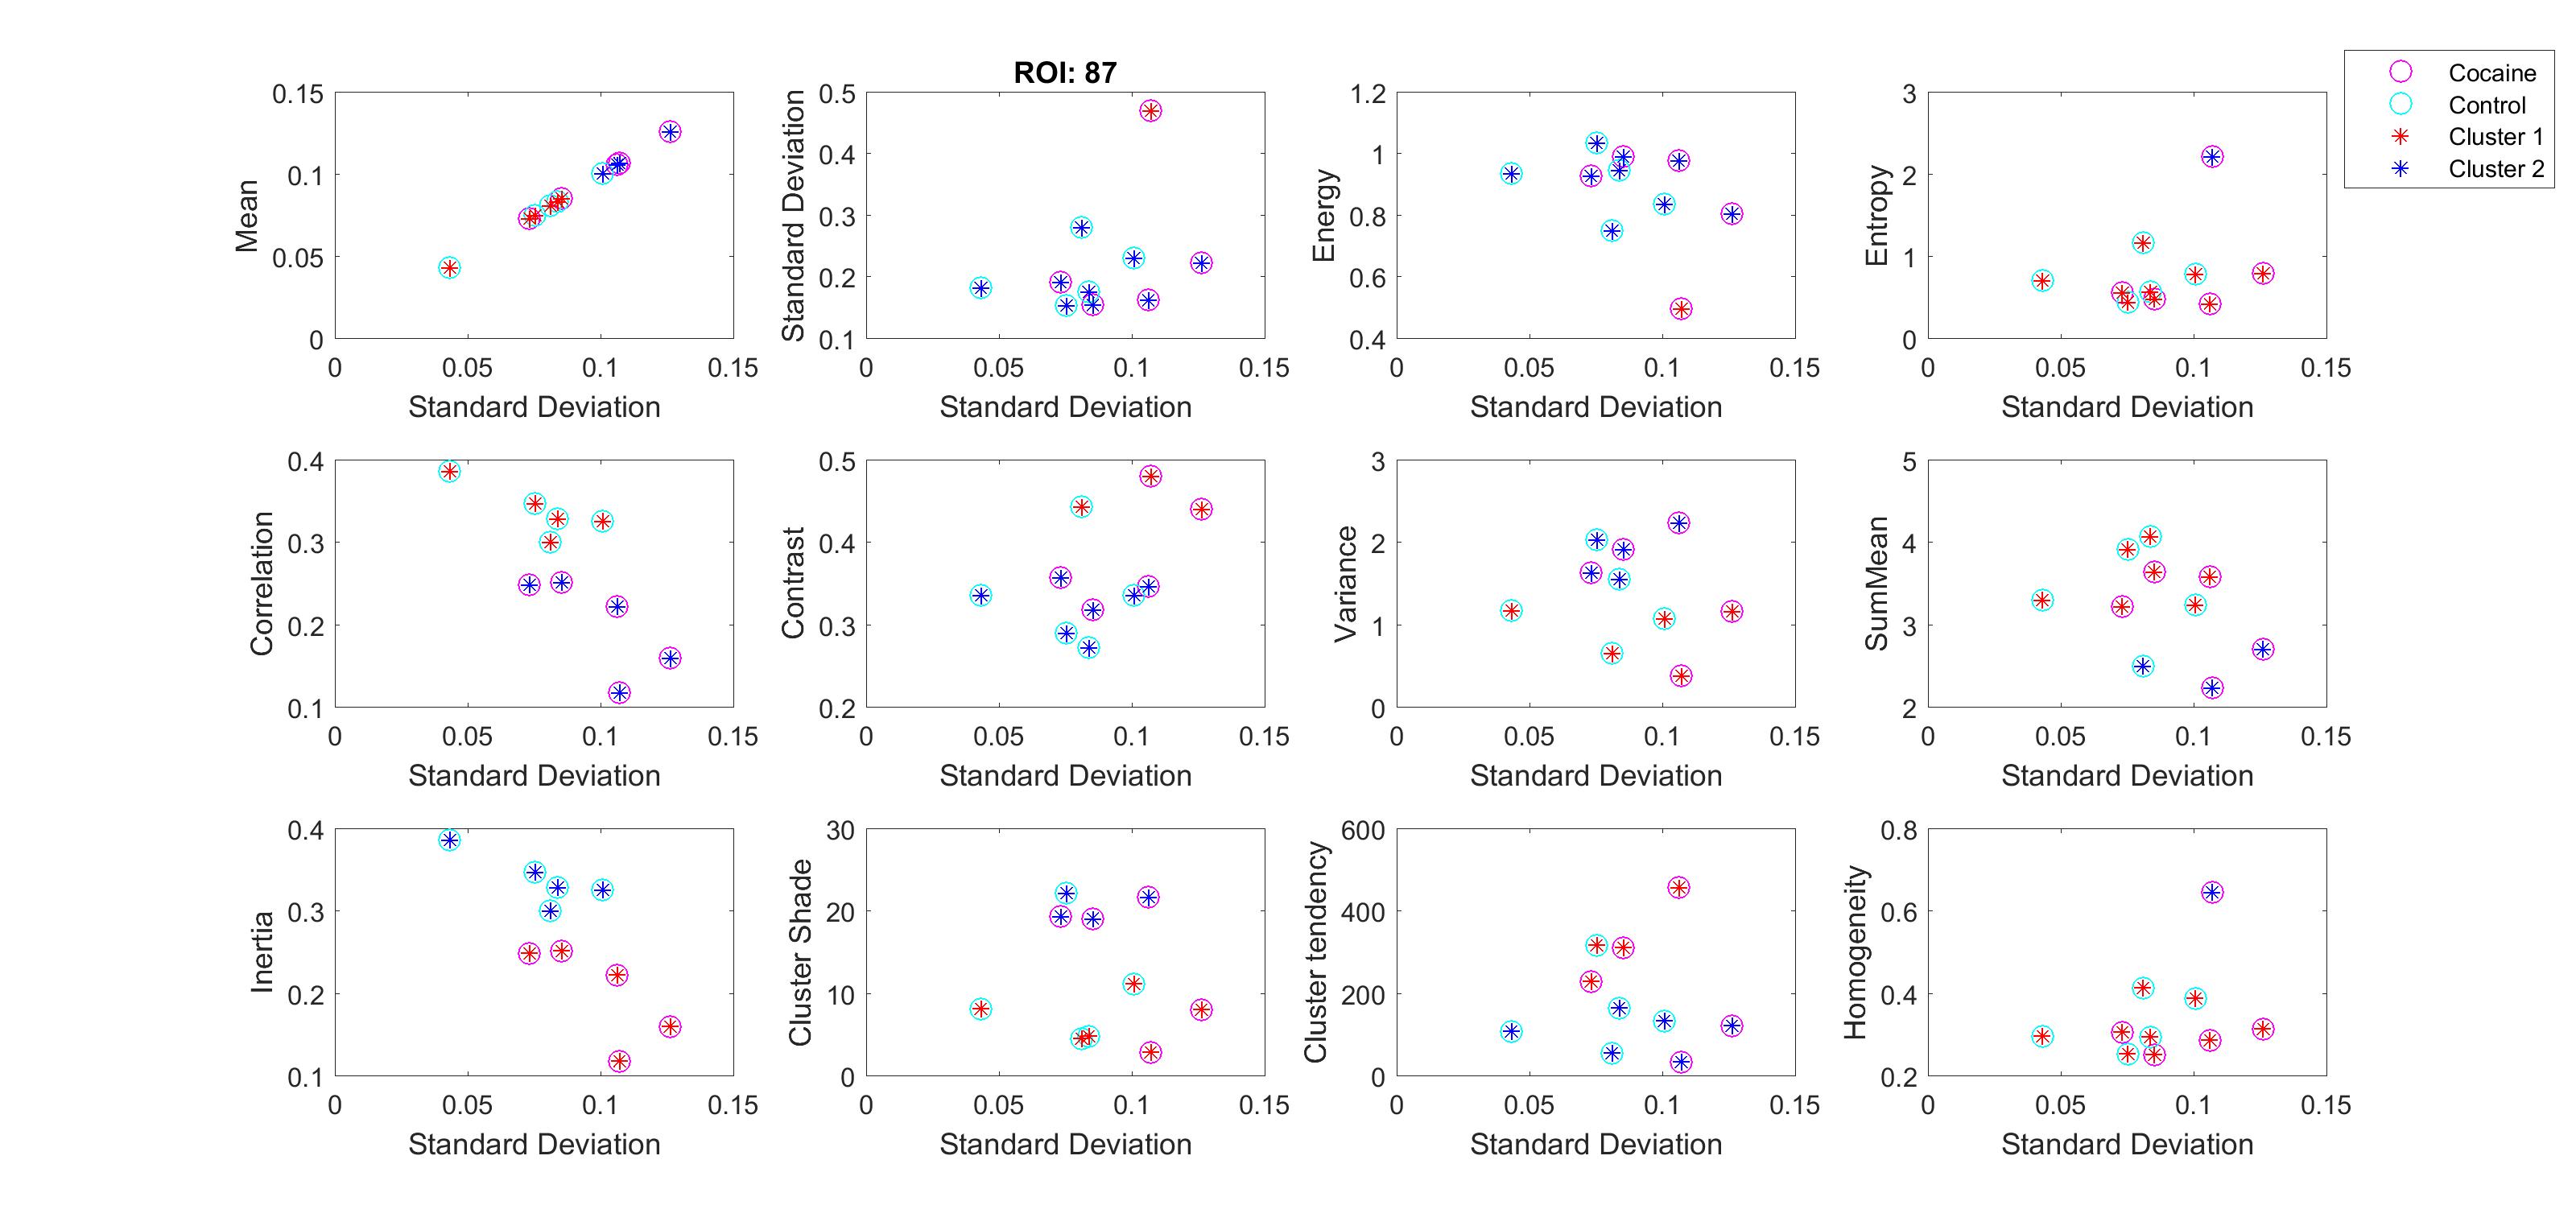 ROI: 87
Cocaine
Control
Cluster 1
Cluster 2
Mean
0.15
0.1
0.05
0
0 0.05 0.1 0.15
Standard Deviation
Standard Deviation
0.5
0.4
0.3
0.2
0.1
0 0.05 0.1 0.15
Standard Deviation
Energy
1.2
1
0.8
0.6
0.4
0 0.05 0.1 0.15
Standard Deviation
Entropy
3
2
1
0
0 0.05 0.1 0.15
Standard Deviation
Correlation
0.4
0.3
0.2
0.1
0 0.05 0.1 0.15
Standard Deviation
Contrast
0.5
0.4
0.3
0.2
0 0.05 0.1 0.15
Standard Deviation
Variance
3
2
1
0
0 0.05 0.1 0.15
Standard Deviation
SumMean
5
4
3
2
0 0.05 0.1 0.15
Standard Deviation
Inertia
0.4
0.3
0.2
0.1
0 0.05 0.1 0.15
Standard Deviation
Cluster Shade
30
20
10
0
0 0.05 0.1 0.15
Standard Deviation
Cluster tendency
600
400
200
0
0 0.05 0.1 0.15
Standard Deviation
Homogeneity
0.8
0.6
0.4
0.2
0 0.05 0.1 0.15
Standard Deviation